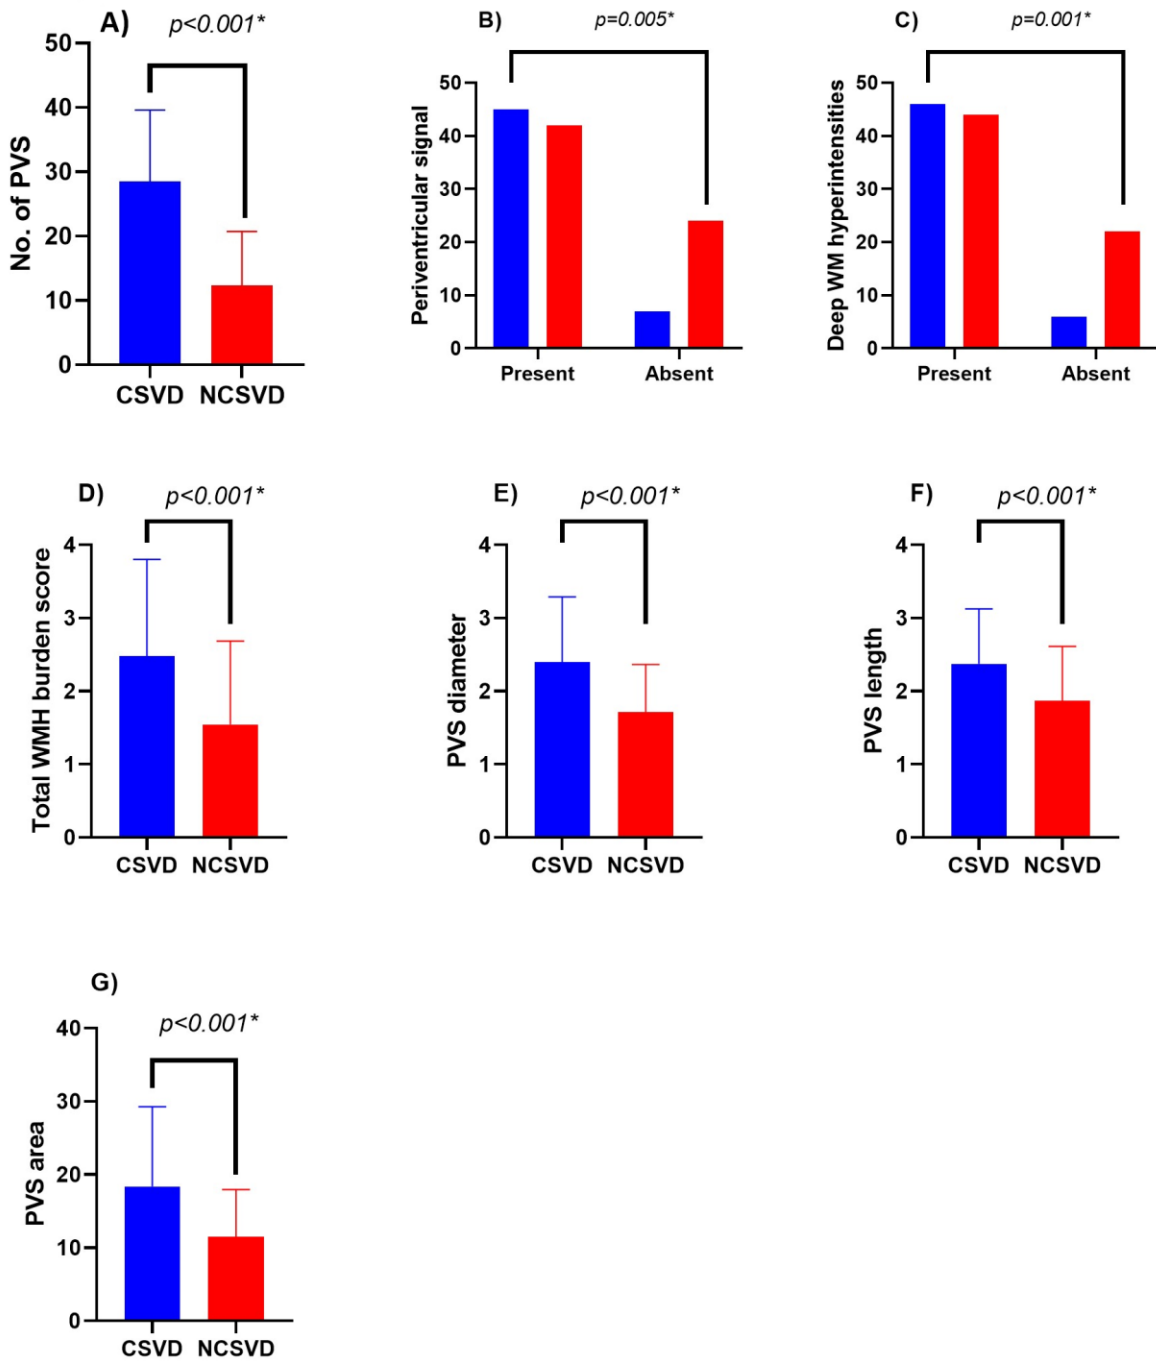 A)
p<0.001*
No. of PVS
50
40
30
20
10
0
CSVD NCSVD
B)
p=0.005*
Periventricular signal
50
40
30
20
10
0
Present Absent
C)
p=0.001*
Deep WM hyperintensities
50
40
30
20
10
0
Present Absent
D)
p<0.001*
Total WMH burden score
4
3
2
1
0
CSVD NCSVD
E)
p<0.001*
PVS diameter
4
3
2
1
0
CSVD NCSVD
F)
p<0.001*
PVS length
4
3
2
1
0
CSVD NCSVD
G)
p<0.001*
PVS area
40
30
20
10
0
CSVD NCSVD